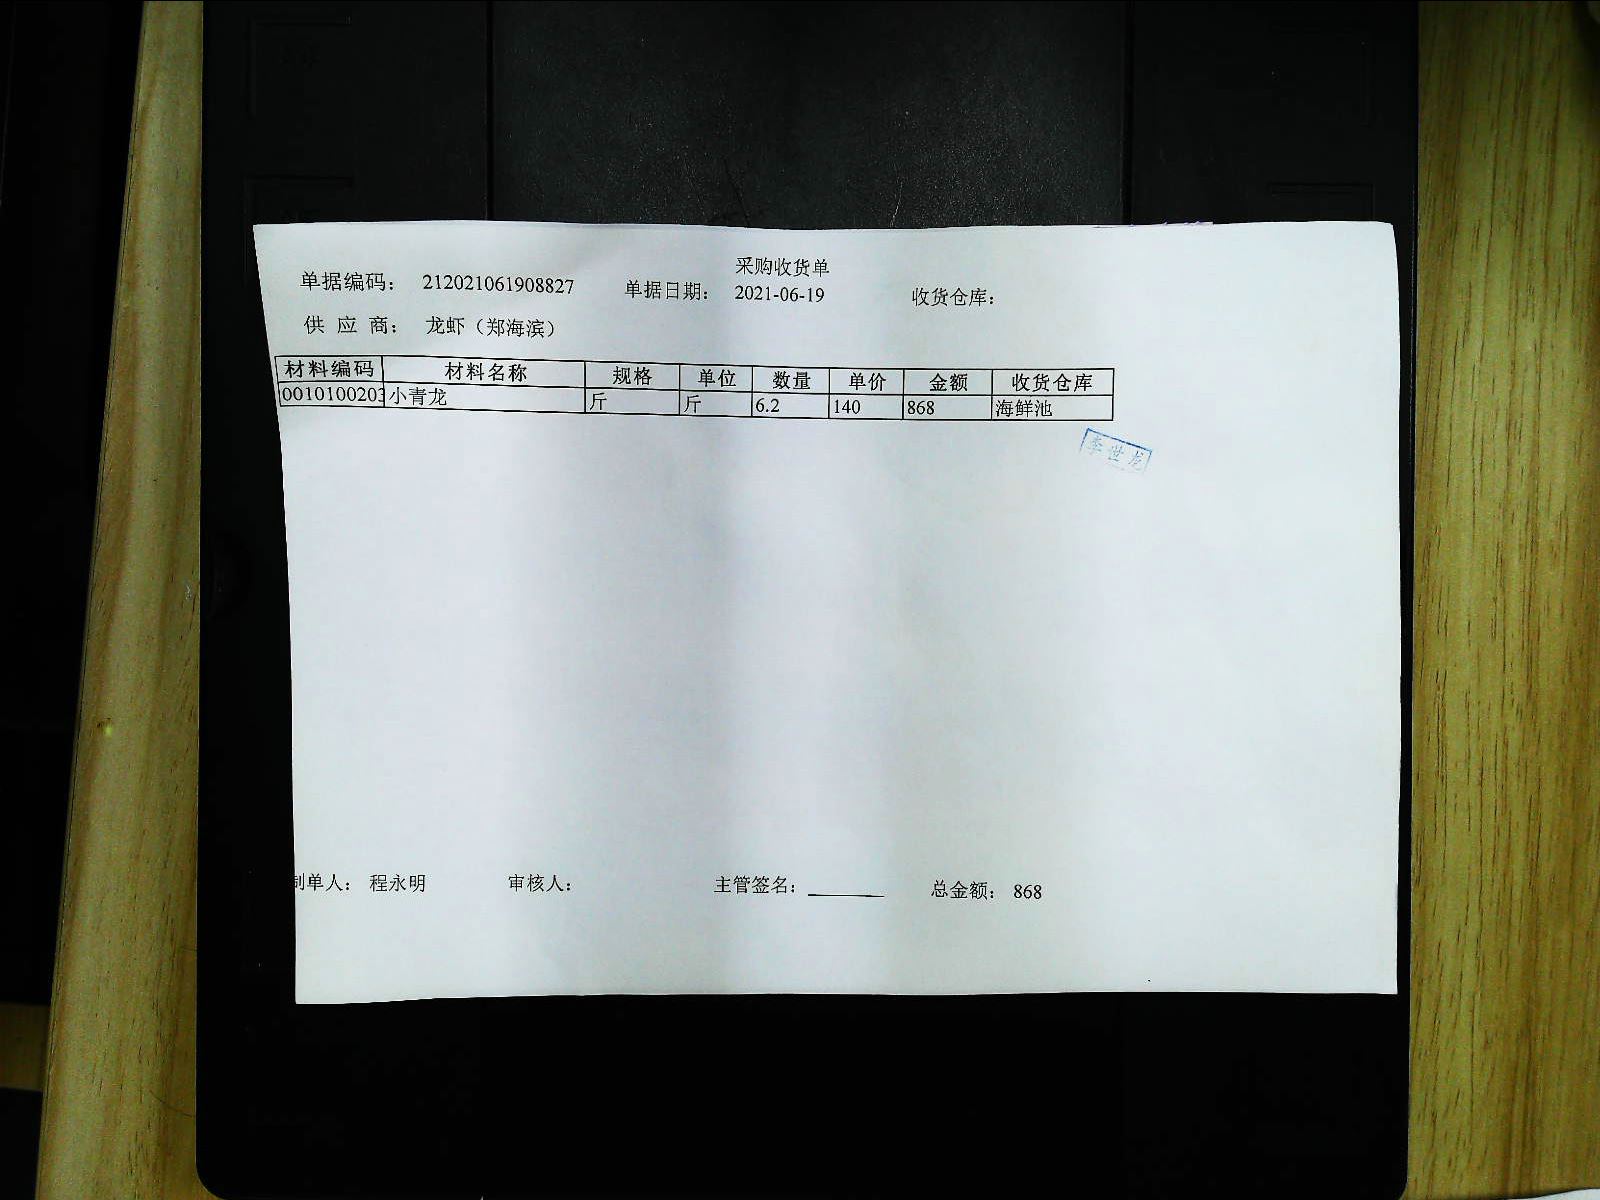 采购收货单
单据编码： 212021061908827 单据日期： 2021-06-19 收货仓库：
供 应 商： 龙虾（郑海滨）
材料编码 材料名称 规格 单位 数量 单价 金额 收货仓库
0010100203 小青龙 斤 斤 6.2 140 868 海鲜池
李世龙
制单人： 程永明 审核人： 主管签名： 总金额： 868